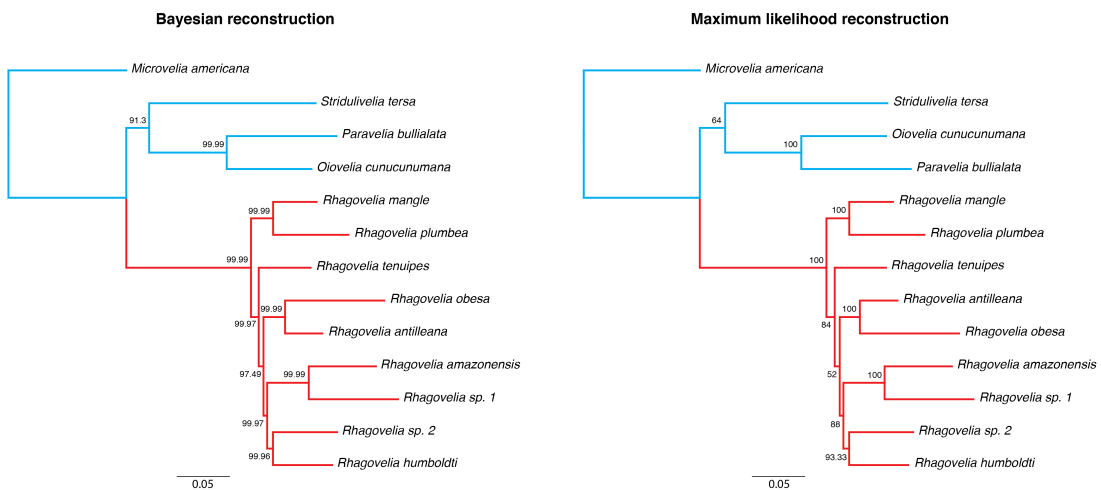 Bayesian reconstruction
Microvelia americana
Stridulivelia tersa
91.3
Paravelia bullialata
99.99
Oiovelia cunucunumana
Rhagovelia mangle
99.99
Rhagovelia plumbea
99.99
Rhagovelia tenuipes
Rhagovelia obesa
99.99
99.97
Rhagovelia antilleana
Rhagovelia amazonensis
97.49
99.99
Rhagovelia sp. 1
99.97
Rhagovelia sp. 2
99.96
Rhagovelia humboldti
0.05
Maximum likelihood reconstruction
Microvelia americana
Stridulivelia tersa
64
Oiovelia cunucunumana
100
Paravelia bullialata
Rhagovelia mangle
100
Rhagovelia plumbea
100
Rhagovelia tenuipes
Rhagovelia antilleana
100
84
Rhagovelia obesa
Rhagovelia amazonensis
52
100
Rhagovelia sp. 1
88
Rhagovelia sp. 2
93.33
Rhagovelia humboldti
0.05